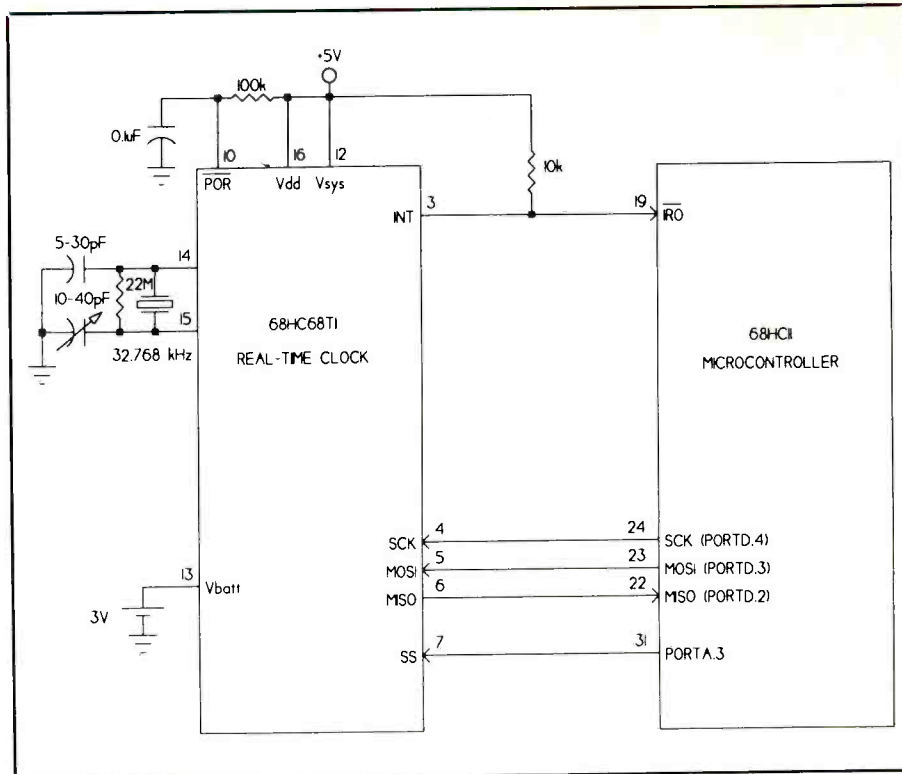 +5V
100k
0.1uF
10
16
12
10k
POR
Vdd
Vsys
3
INT
19
IRO
5-30pF
14
22M
10-40pF
15
32.768 kHz
68HC68T1
REAL-TIME CLOCK
68HC11
MICROCONTROLLER
SCK
4
24
SCK (PORTD.4)
MOSI
5
23
MOSI (PORTD.3)
MISO
6
22
MISO (PORTD.2)
13
Vbatt
3V
SS
7
31
PORTA.3